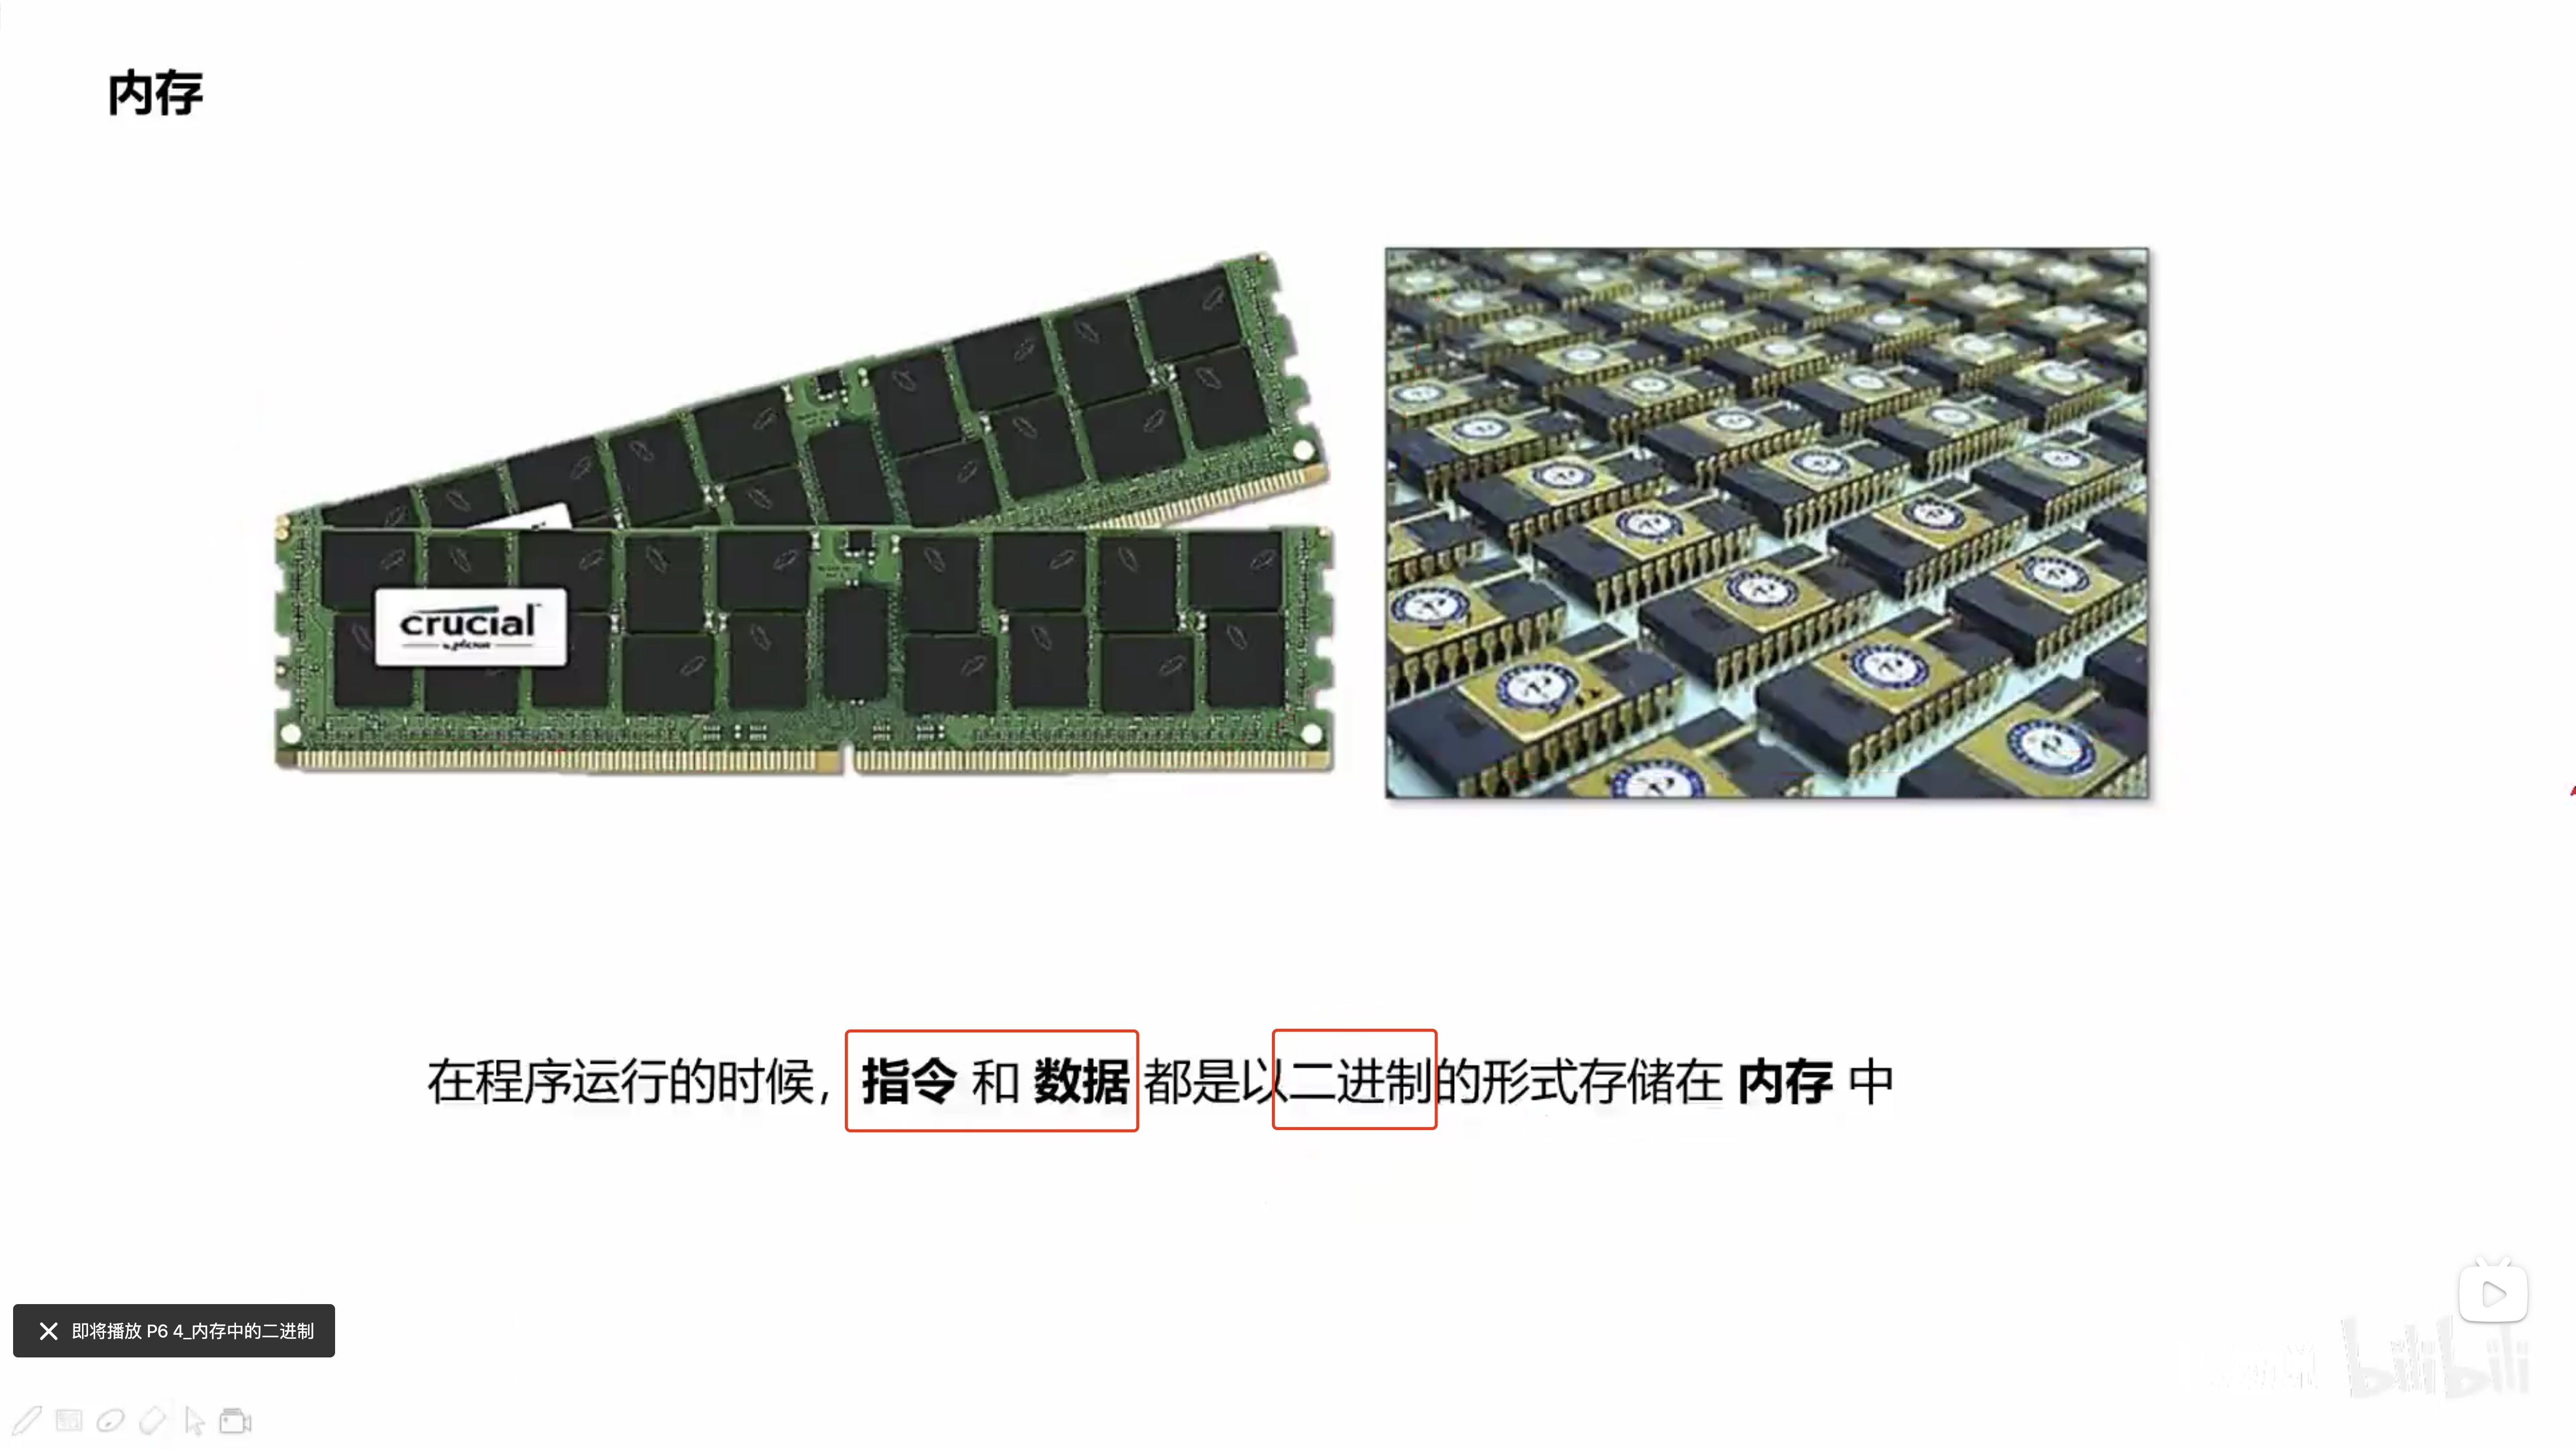 内存
crucial
在程序运行的时候，指令 和 数据 都是以二进制的形式存储在 内存 中
即将播放 P6 4_内存中的二进制
bilibili